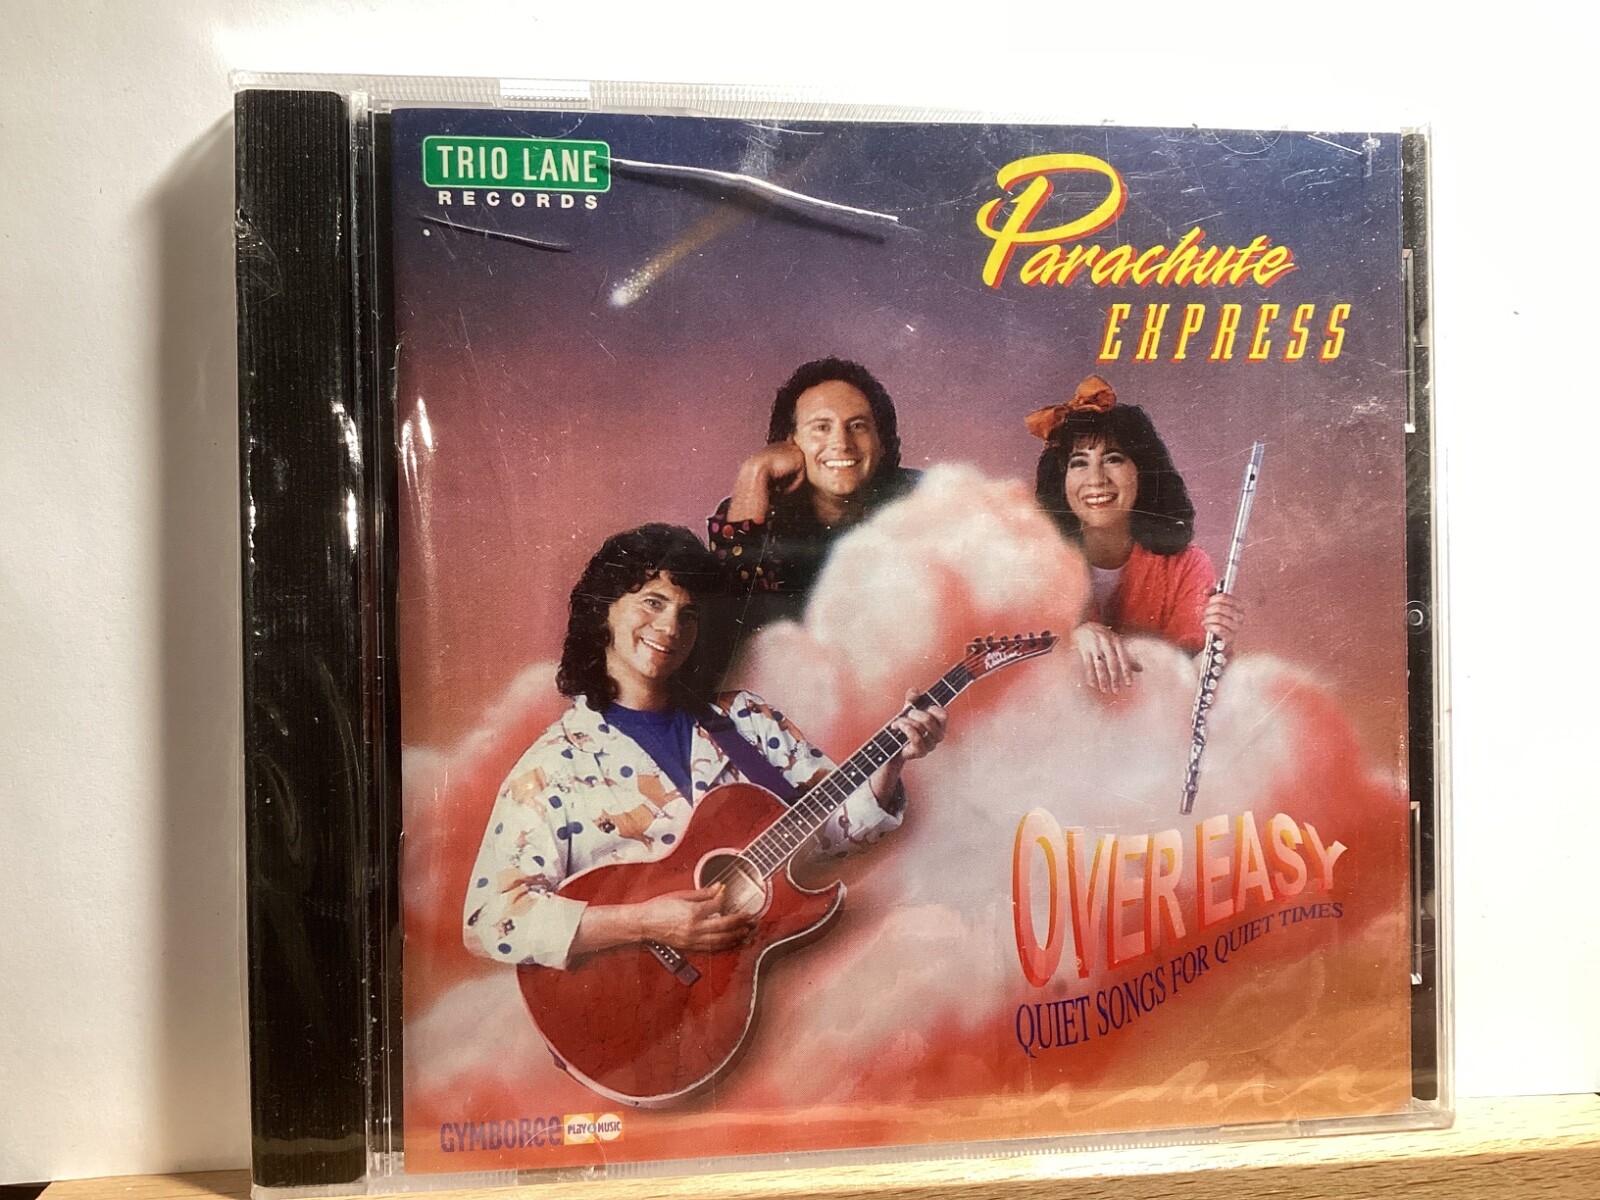 TRIO LANE
RECORDS
Parachute
EXPRESS
OVER EASY
QUIET SONGS FOR QUIET TIMES
GYMBOREE
PLAY & MUSIC